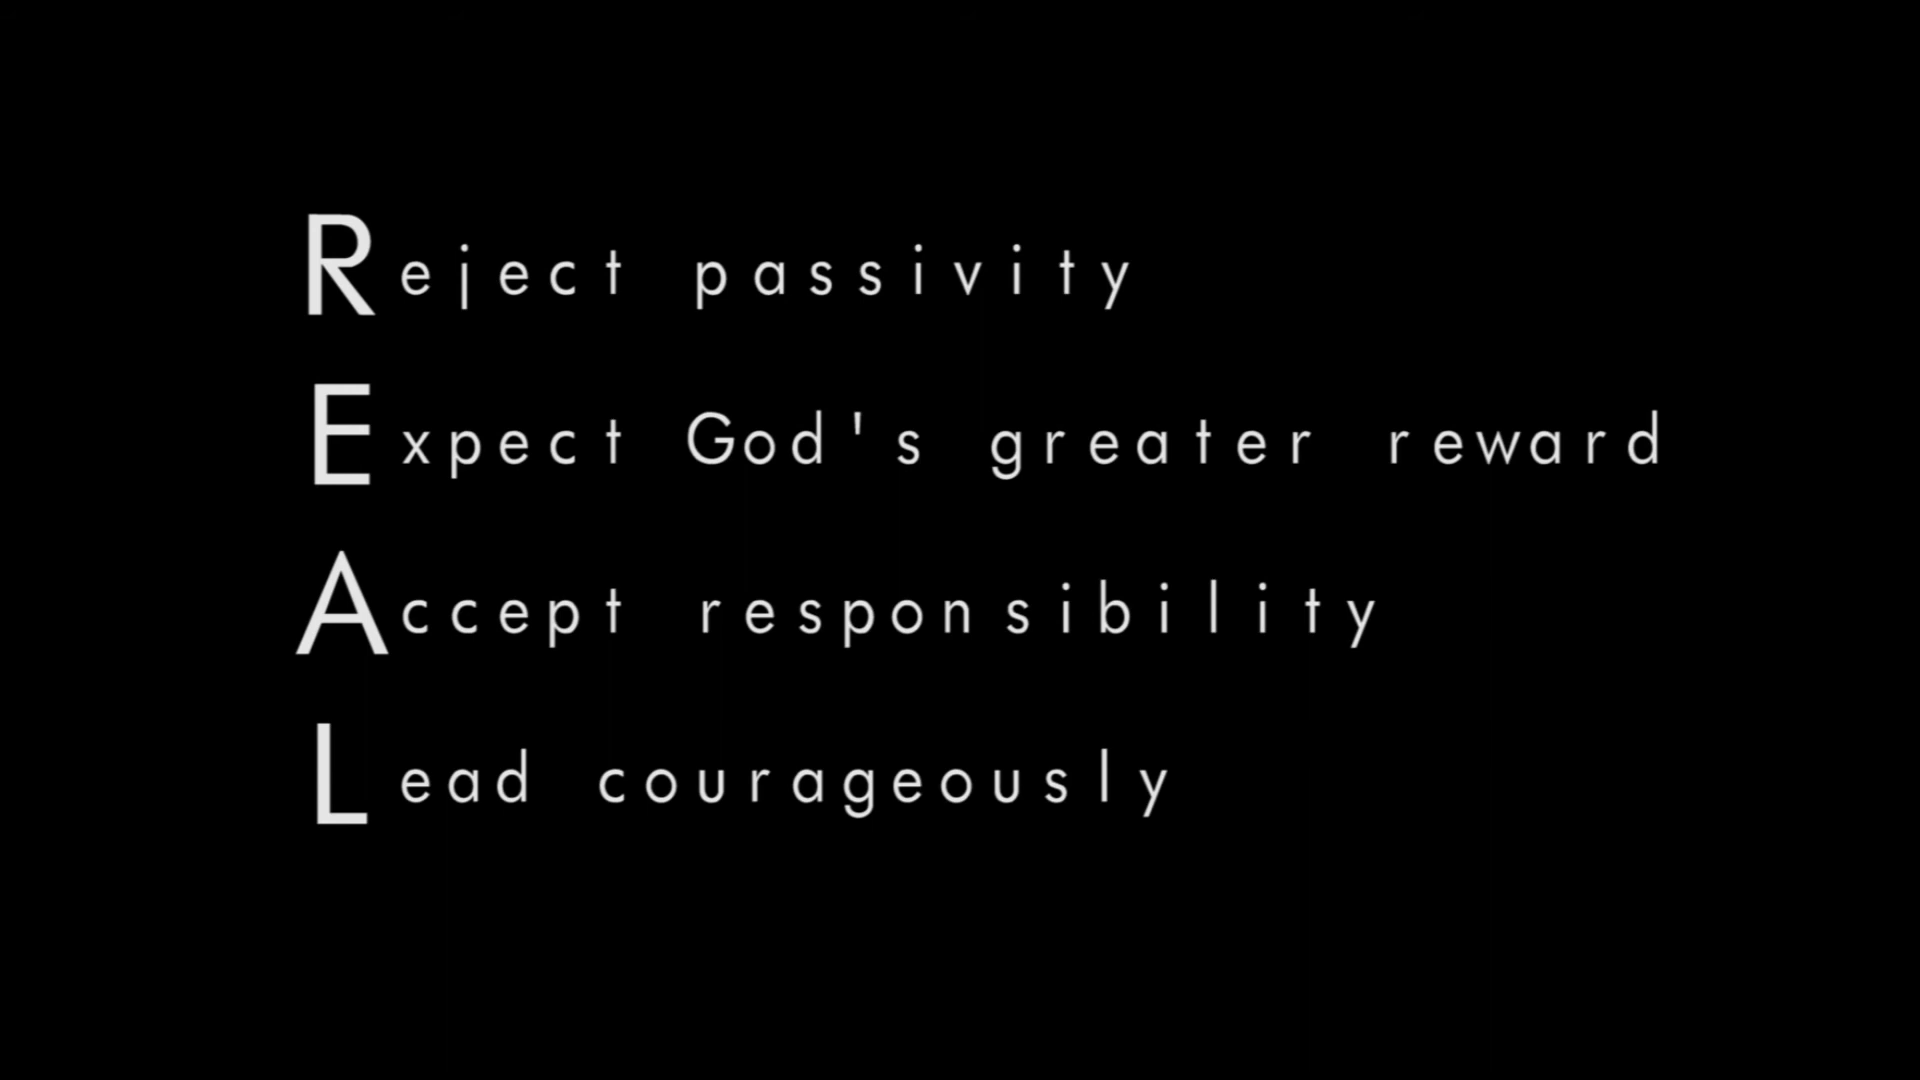 Reject passivity
Expect God's greater reward
Accept responsibility
Lead courageously